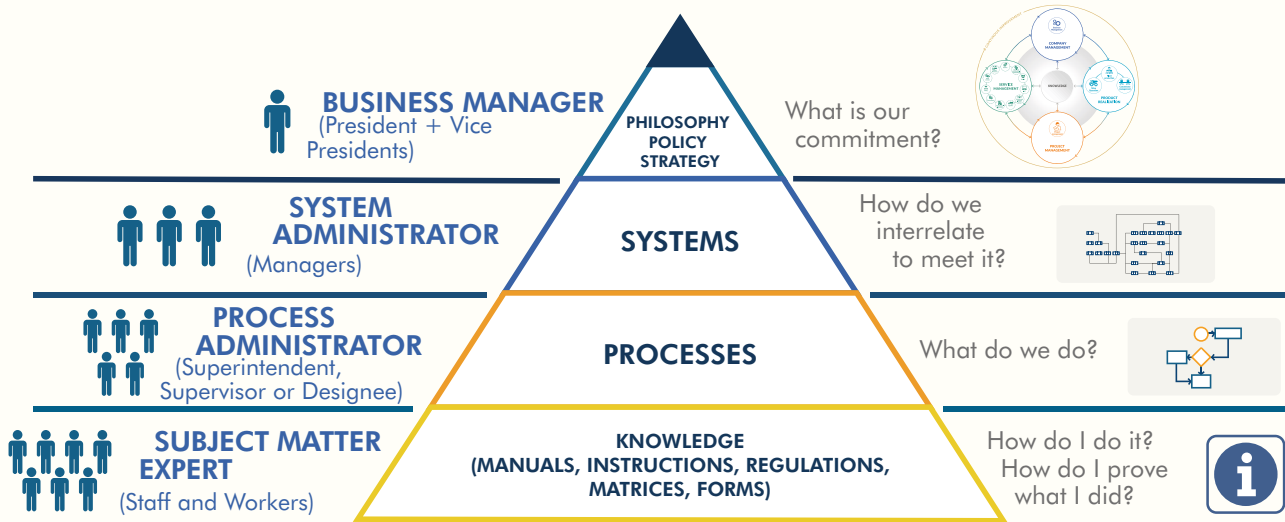 BUSINESS MANAGER
(President + Vice
Presidents)
PHILOSOPHY
POLICY
STRATEGY
What is our
commitment?
COMPANY
MANAGEMENT
SERVICE
MANAGEMENT
KNOWLEDGE
PRODUCT
REALIZATION
PROJECT
MANAGEMENT
SYSTEM
ADMINISTRATOR
(Managers)
SYSTEMS
How do we
interrelate
to meet it?
PROCESS
ADMINISTRATOR
(Superintendent,
Supervisor or Designee)
PROCESSES
What do we do?
SUBJECT MATTER
EXPERT
(Staff and Workers)
KNOWLEDGE
(MANUALS, INSTRUCTIONS, REGULATIONS,
MATRICES, FORMS)
How do I do it?
How do I prove
what I did?
i